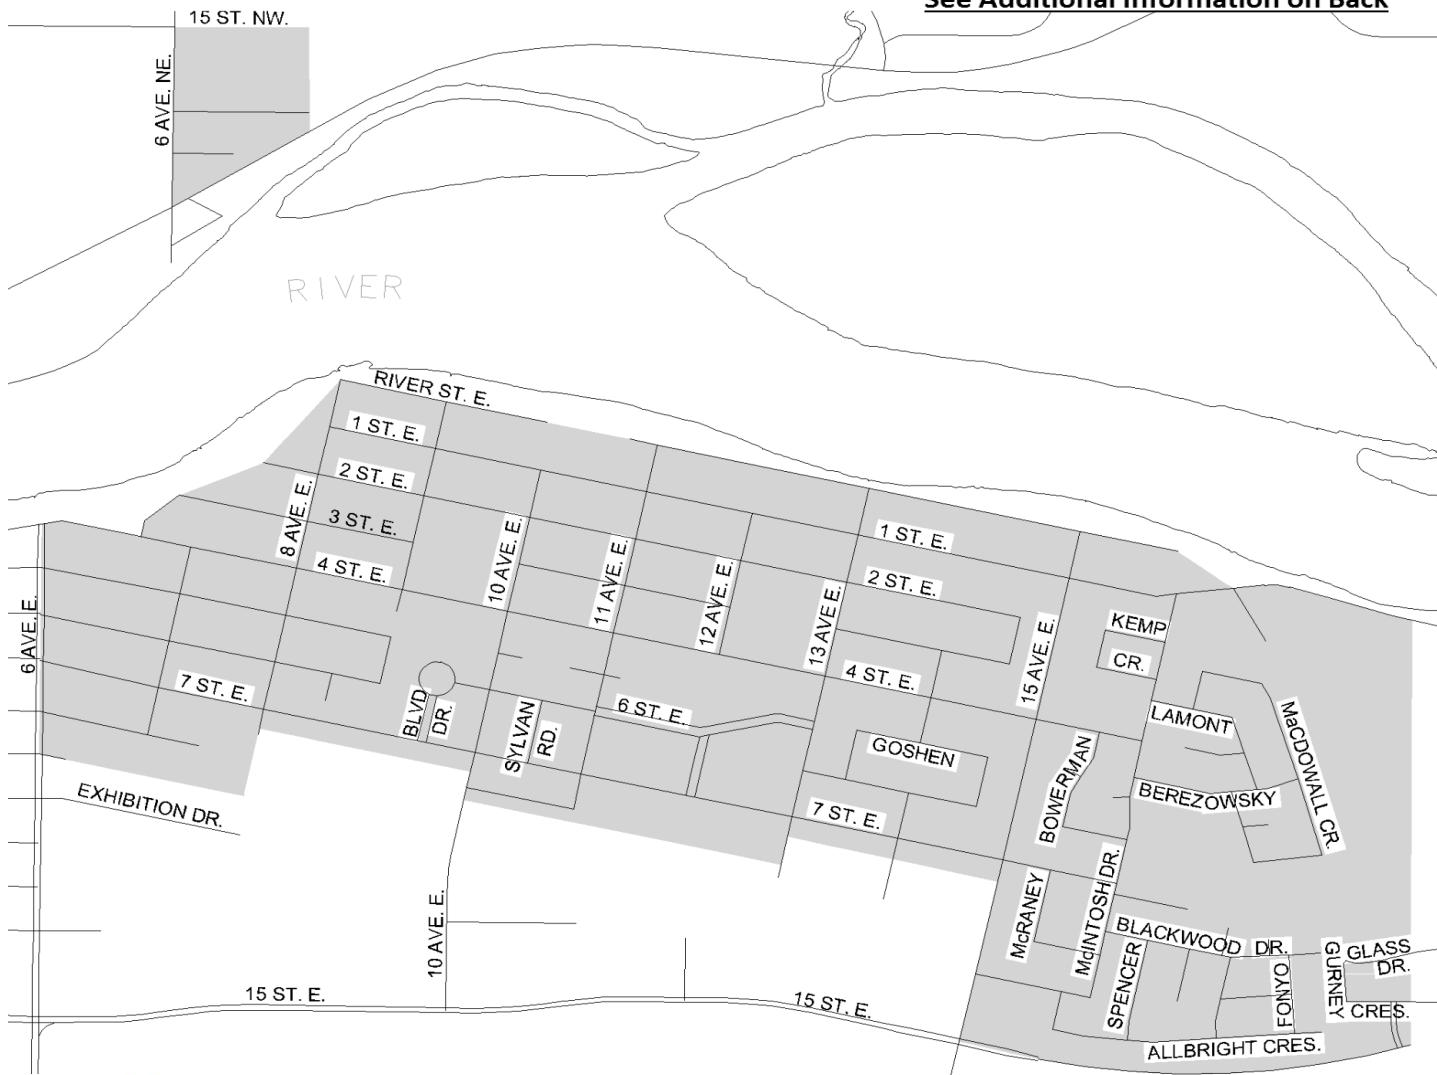 See Additional Information on Back
15 ST. NW.
6 AVE. NE.
RIVER
RIVER ST. E.
1 ST. E.
2 ST. E.
3 ST. E.
4 ST. E.
8 AVE. E.
10 AVE. E.
11 AVE. E.
12 AVE. E.
13 AVE E.
1 ST. E.
2 ST. E.
4 ST. E.
15 AVE. E.
KEMP
CR.
6 AVE. E.
7 ST. E.
BLVD
DR.
SYLVAN
RD.
6 ST. E.
GOSHEN
7 ST. E.
LAMONT
MaCDOWALL CR.
BOWERMAN
BEREZOWSKY
EXHIBITION DR.
McRANEY
McINTOSH DR.
BLACKWOOD DR.
SPENCER
FONYO
GURNEY
CRES.
GLASS
DR.
10 AVE. E.
15 ST. E.
15 ST. E.
ALLBRIGHT CRES.